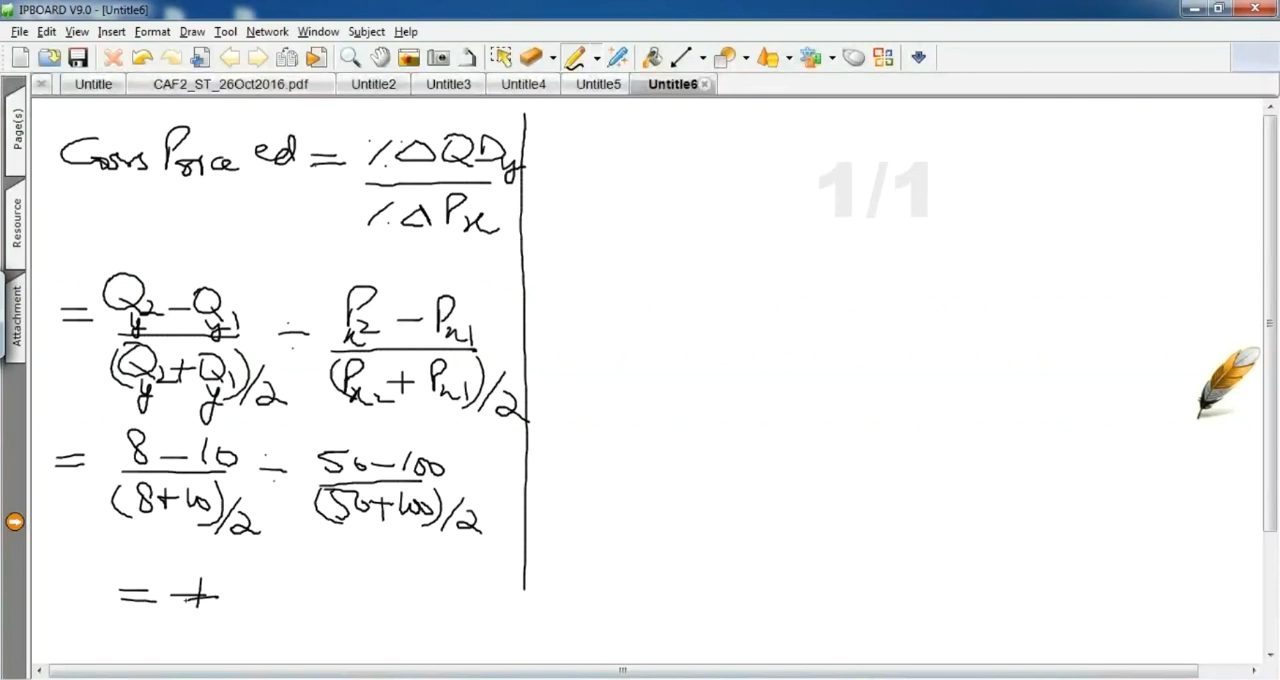 IPBOARD V9.0 - [Untitle6]
File Edit View Insert Format Draw Tool Network Window Subject Help
Untitle CAF2_ST_26Oct2016.pdf Untitle2 Untitle3 Untitle4 Untitle5 Untitle6
Page(s)
Resource
Attachment
1/1
Cross Price ed = %ΔQDy
%ΔPx
= Qy2 - Qy1 ÷ Px2 - Px1
(Qy2 + Qy1)/2 (Px2 + Px1)/2
= 8 - 10 ÷ 50 - 100
(8+10)/2 (50+100)/2
= +